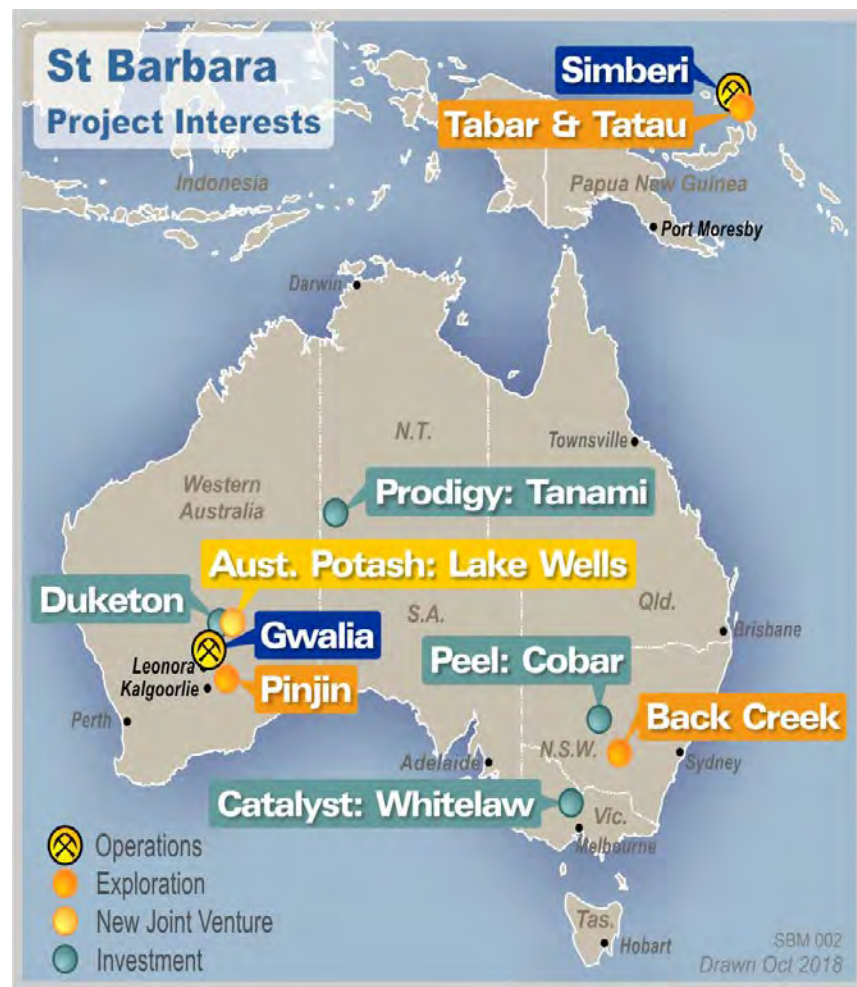 St Barbara
Project Interests
Simberi
Tabar & Tatau
Indonesia
Papua New Guinea
Port Moresby
Darwin
N.T.
Townsville
Western
Australia
Prodigy: Tanami
Aust. Potash: Lake Wells
Duketon
S.A.
Qld.
Gwalia
Brisbane
Leonora
Peel: Cobar
Kalgoorlie
Pinjin
Perth
Back Creek
N.S.W.
Adelaide
Sydney
Catalyst: Whitelaw
Vic.
Melbourne
Operations
Exploration
New Joint Venture
Investment
Tas.
Hobart
SBM 002
Drawn Oct 2018